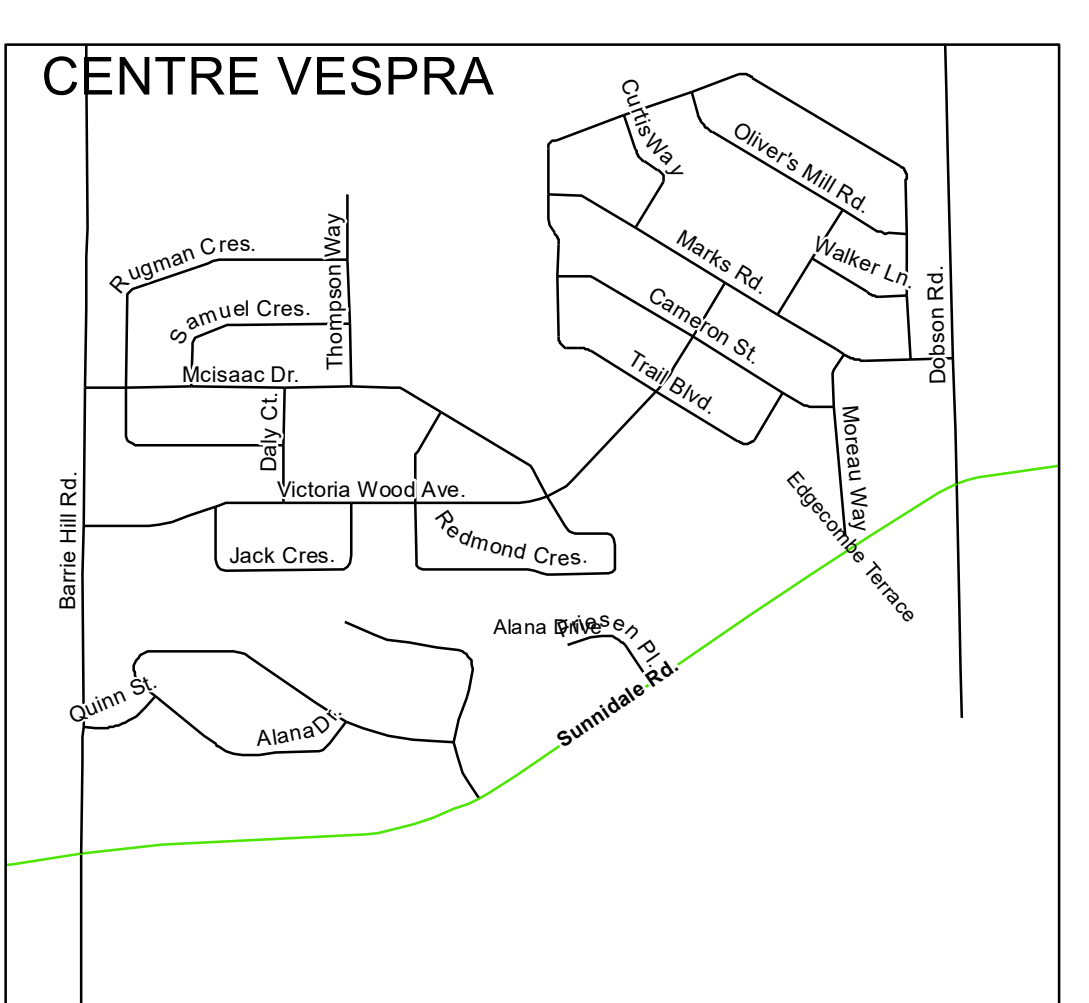 CENTRE VESPRA
Curtis Way
Oliver's Mill Rd.
Rugman Cres.
Thompson Way
Marks Rd.
Walker Ln.
Samuel Cres.
Cameron St.
Dobson Rd.
Mcisaac Dr.
Trail Blvd.
Daly Ct.
Moreau Way
Victoria Wood Ave.
Edgecombe Terrace
Barrie Hill Rd.
Jack Cres.
Redmond Cres.
Alana Drive
Friesen Pl.
Quinn St.
Alana Dr.
Sunnidale Rd.